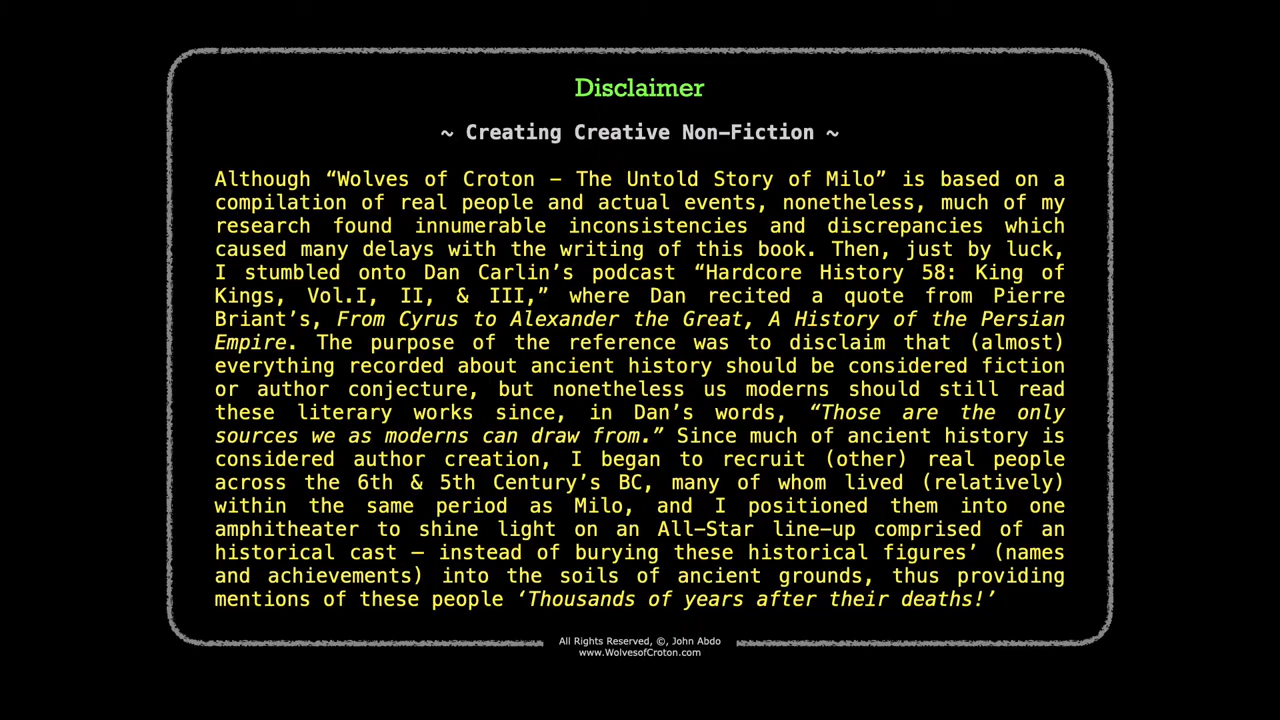 Disclaimer
~ Creating Creative Non-Fiction ~
Although “Wolves of Croton – The Untold Story of Milo” is based on a
compilation of real people and actual events, nonetheless, much of my
research found innumerable inconsistencies and discrepancies which
caused many delays with the writing of this book. Then, just by luck,
I stumbled onto Dan Carlin’s podcast “Hardcore History 58: King of
Kings, Vol.I, II, & III,” where Dan recited a quote from Pierre
Briant’s, From Cyrus to Alexander the Great, A History of the Persian
Empire. The purpose of the reference was to disclaim that (almost)
everything recorded about ancient history should be considered fiction
or author conjecture, but nonetheless us moderns should still read
these literary works since, in Dan’s words, “Those are the only
sources we as moderns can draw from.” Since much of ancient history is
considered author creation, I began to recruit (other) real people
across the 6th & 5th Century’s BC, many of whom lived (relatively)
within the same period as Milo, and I positioned them into one
amphitheater to shine light on an All-Star line-up comprised of an
historical cast – instead of burying these historical figures’ (names
and achievements) into the soils of ancient grounds, thus providing
mentions of these people ‘Thousands of years after their deaths!’
All Rights Reserved, ©, John Abdo
www.WolvesofCroton.com